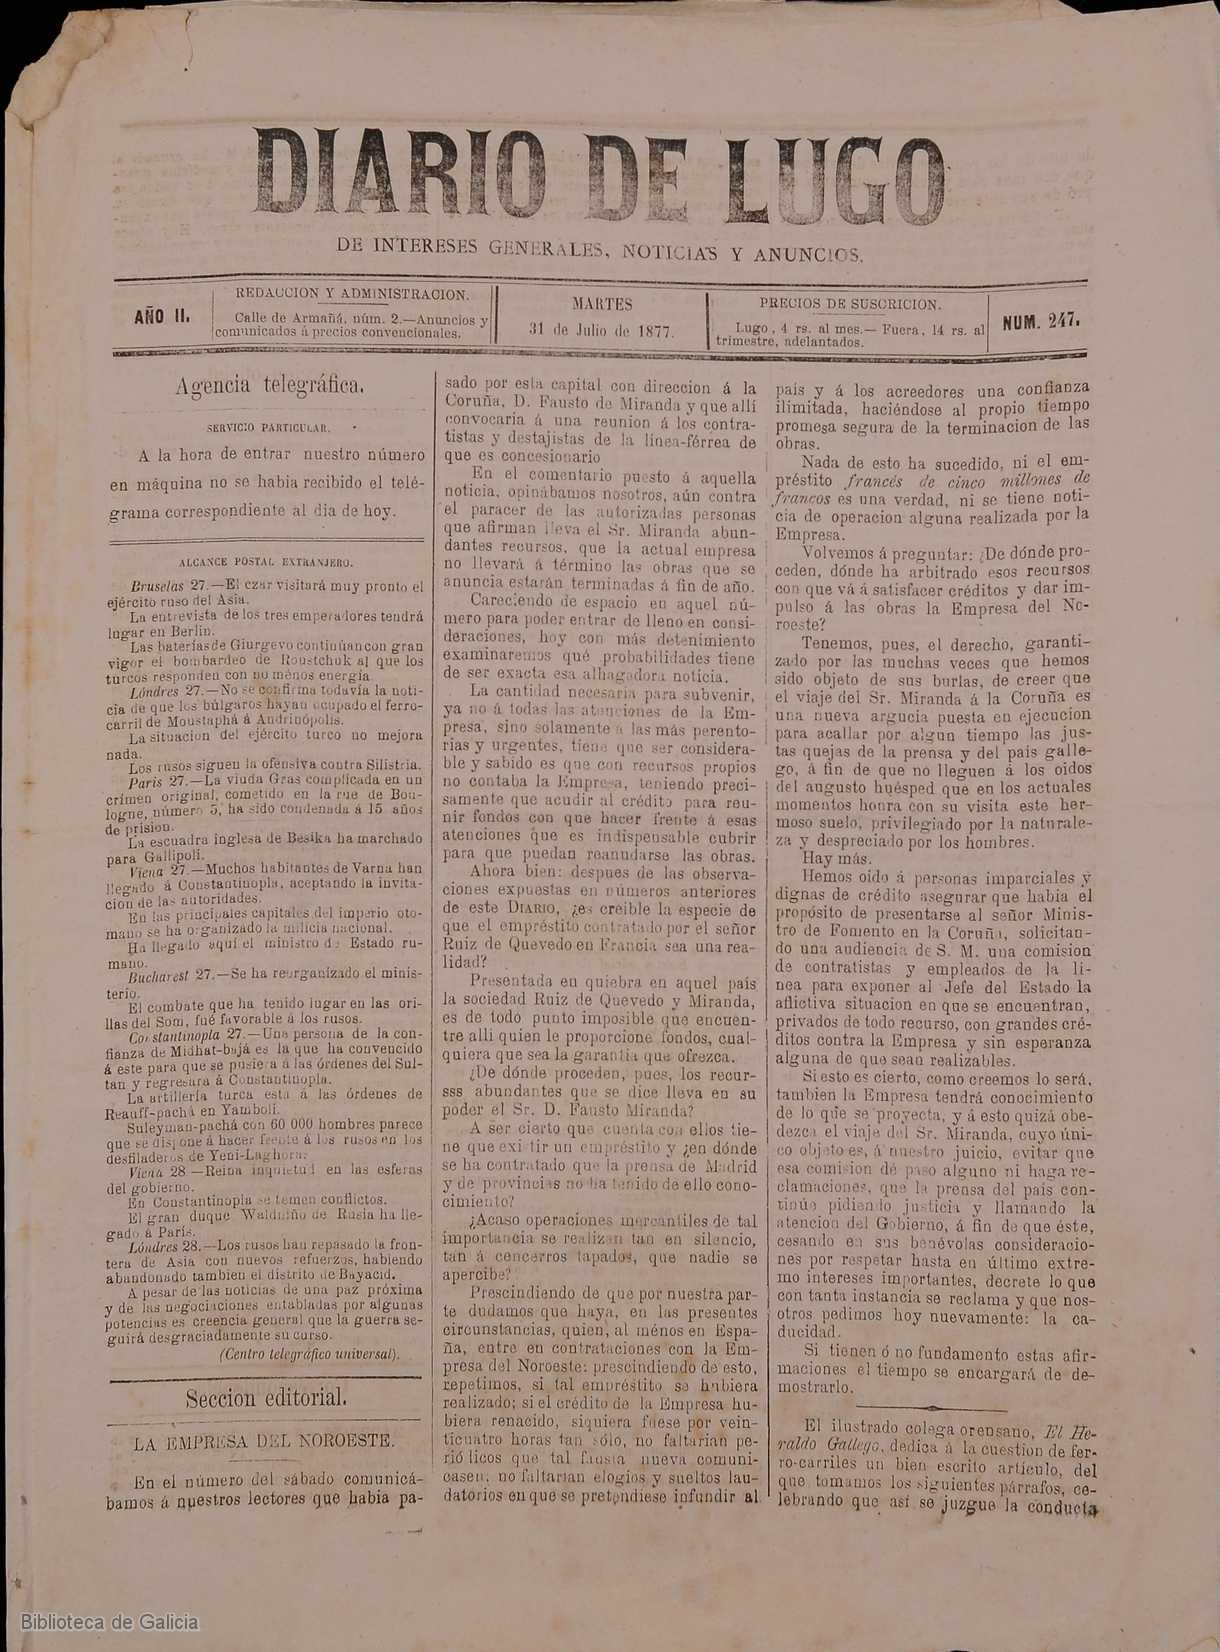 DIARIO DE LUGO
DE INTERESES GENERALES, NOTICIAS Y ANUNCIOS.
AÑO II.
REDACCION Y ADMINISTRACION.
Calle de Armañá, núm. 2.—Anuncios y
comunicados á precios convencionales.
MARTES
31 de Julio de 1877.
PRECIOS DE SUSCRICION.
Lugo, 4 rs. al mes.— Fuera, 14 rs. al
trimestre, adelantados.
NUM. 247.
Agencia telegráfica.
SERVICIO PARTICULAR.
A la hora de entrar nuestro número
en máquina no se habia recibido el telé-
grama correspondiente al dia de hoy.
ALCANCE POSTAL EXTRANJERO.
Bruselas 27.—El czar visitará muy pronto el
ejército ruso del Asia.
La entrevista de los tres emperadores tendrá
lugar en Berlin.
Las baterías de Giurgevo continúan con gran
vigor el bombardeo de Roustchuk al que los
turcos responden con no ménos energía.
Lóndres 27.—No se confirma todavía la noti-
cia de que los búlgaros hayan ocupado el ferro-
carril de Moustaphá á Andrinópolis.
La situacion del ejército turco no mejora
nada.
Los rusos siguen la ofensiva contra Silistria.
Paris 27.—La viuda Gras complicada en un
crímen original, cometido en la rue de Bou-
logne, número 5, ha sido condenada á 15 años
de prision.
La escuadra inglesa de Besika ha marchado
para Gallipoli.
Viena 27.—Muchos habitantes de Varna han
llegado á Constantinopla, aceptando la invita-
cion de las autoridades.
En las principales capitales del imperio oto-
mano se ha organizado la milicia nacional.
Ha llegado aquí el ministro de Estado ru-
mano.
Bucharest 27.—Se ha reorganizado el minis-
terio.
El combate que ha tenido lugar en las ori-
llas del Som, fué favorable á los rusos.
Constantinopla 27.—Una persona de la con-
fianza de Midhat-bajá es la que ha convencido
á este para que se pusiera á las órdenes del Sul-
tan y regresara á Constantinopla.
La artillería turca está á las órdenes de
Reauff-pachá en Yamboli.
Suleyman-pachá con 60 000 hombres parece
que se dispone á hacer frente á los rusos en los
desfiladeros de Yeni-Laghora.
Viena 28—Reina inquietud en las esferas
del gobierno.
En Constantinopla se temen conflictos.
El gran duque Walduiño de Rusia ha lle-
gado á Paris.
Lóndres 28.—Los rusos han repasado la fron-
tera de Asia con nuevos refuerzos, habiendo
abandonado tambien el distrito de Bayacid.
A pesar de las noticias de una paz próxima
y de las negociaciones entabladas por algunas
potencias es creencia general que la guerra se-
guirá desgraciadamente su curso.
(Centro telegráfico universal).
Seccion editorial.
LA EMPRESA DEL NOROESTE.
En el número del sábado comunicá-
bamos á nuestros lectores que habia pa-
sado por esta capital con direccion á la
Coruña, D. Fausto de Miranda y que allí
convocaria á una reunion á los contra-
tistas y destajistas de la línea-férrea de
que es concesionario
En el comentario puesto á aquella
noticia, opinábamos nosotros, aún contra
el paracer de las autorizadas personas
que afirman lleva el Sr. Miranda abun-
dantes recursos, que la actual empresa
no llevará á término las obras que se
anuncia estarán terminadas á fin de año.
Careciendo de espacio en aquel nú-
mero para poder entrar de lleno en consi-
deraciones, hoy con más detenimiento
examinaremos qué probabilidades tiene
de ser exacta esa alhagadora noticia.
La cantidad necesaria para subvenir,
ya no á todas las atenciones de la Em-
presa, sino solamente á las más perento-
rias y urgentes, tiene que ser considera-
ble y sabido es que con recursos propios
no contaba la Empresa, teniendo preci-
samente que acudir al crédito para reu-
nir fondos con que hacer frente á esas
atenciones que es indispensable cubrir
para que puedan reanudarse las obras.
Ahora bien: despues de las observa-
ciones expuestas en números anteriores
de este DIARIO, ¿es creible la especie de
que el empréstito contratado por el señor
Ruiz de Quevedo en Francia sea una rea-
lidad?
Presentada en quiebra en aquel país
la sociedad Ruiz de Quevedo y Miranda,
es de todo punto imposible que encuen-
tre alli quien le proporcione fondos, cual-
quiera que sea la garantia que ofrezca.
¿De dónde proceden, pues, los recur-
sss abundantes que se dice lleva en su
poder el Sr. D. Fausto Miranda?
A ser cierto que cuenta con ellos tie-
ne que existir un empréstito y ¿en dónde
se ha contratado que la prensa de Madrid
y de provincias no ha tenido de ello cono-
cimiento?
¿Acaso operaciones mercantiles de tal
importancia se realizan tan en silencio,
tan á cencerros tapados, que nadie se
apercibe?
Prescindiendo de que por nuestra par-
te dudamos que haya, en las presentes
circunstancias, quien, al ménos en Espa-
ña, entre en contrataciones con la Em-
presa del Noroeste: prescindiendo de esto,
repetimos, si tal empréstito se hubiera
realizado; si el crédito de la Empresa hu-
biera renacido, siquiera fuese por vein-
ticuatro horas tan sólo, no faltarian pe-
riódicos que tal fausta nueva comuni-
casen, no faltarian elogios y sueltos lau-
datorios en que se pretendiese infundir al
país y á los acreedores una confianza
ilimitada, haciéndose al propio tiempo
promesa segura de la terminacion de las
obras.
Nada de esto ha sucedido, ni el em-
préstito francés de cinco millones de
francos es una verdad, ni se tiene noti-
cia de operacion alguna realizada por la
Empresa.
Volvemos á preguntar: ¿De dónde pro-
ceden, dónde ha arbitrado esos recursos
con que vá á satisfacer créditos y dar im-
pulso á las obras la Empresa del No-
roeste?
Tenemos, pues, el derecho, garanti-
zado por las muchas veces que hemos
sido objeto de sus burlas, de creer que
el viaje del Sr. Miranda á la Coruña es
una nueva argucia puesta en ejecucion
para acallar por algun tiempo las jus-
tas quejas de la prensa y del país galle-
go, á fin de que no lleguen á los oidos
del augusto huésped que en los actuales
momentos honra con su visita este her-
moso suelo, privilegiado por la naturale-
za y despreciado por los hombres.
Hay más.
Hemos oido á personas imparciales y
dignas de crédito asegurar que habia el
propósito de presentarse al señor Minis-
tro de Fomento en la Coruña, solicitan-
do una audiencia de S. M. una comision
de contratistas y empleados de la lí-
nea para exponer al Jefe del Estado la
aflictiva situacion en que se encuentran,
privados de todo recurso, con grandes cré-
ditos contra la Empresa y sin esperanza
alguna de que sean realizables.
Si esto es cierto, como creemos lo será,
tambien la Empresa tendrá conocimiento
de lo que se proyecta, y á esto quizá obe-
dezca el viaje del Sr. Miranda, cuyo úni-
co objeto es, á nuestro juicio, evitar que
esa comision dé paso alguno ni haga re-
clamaciones, que la prensa del país con-
tinúe pidiendo justicia y llamando la
atencion del Gobierno, á fin de que éste,
cesando en sus benévolas consideracio-
nes por respetar hasta en último extre-
mo intereses importantes, decrete lo que
con tanta instancia se reclama y que nos-
otros pedimos hoy nuevamente: la ca-
ducidad.
Si tienen ó no fundamento estas afir-
maciones el tiempo se encargará de de-
mostrarlo.
El ilustrado colega orensano, El He-
raldo Gallego, dedica á la cuestion de fer-
ro-carriles un bien escrito artículo, del
que tomamos los siguientes párrafos, ce-
lebrando que así se juzgue la conducta
Biblioteca de Galicia